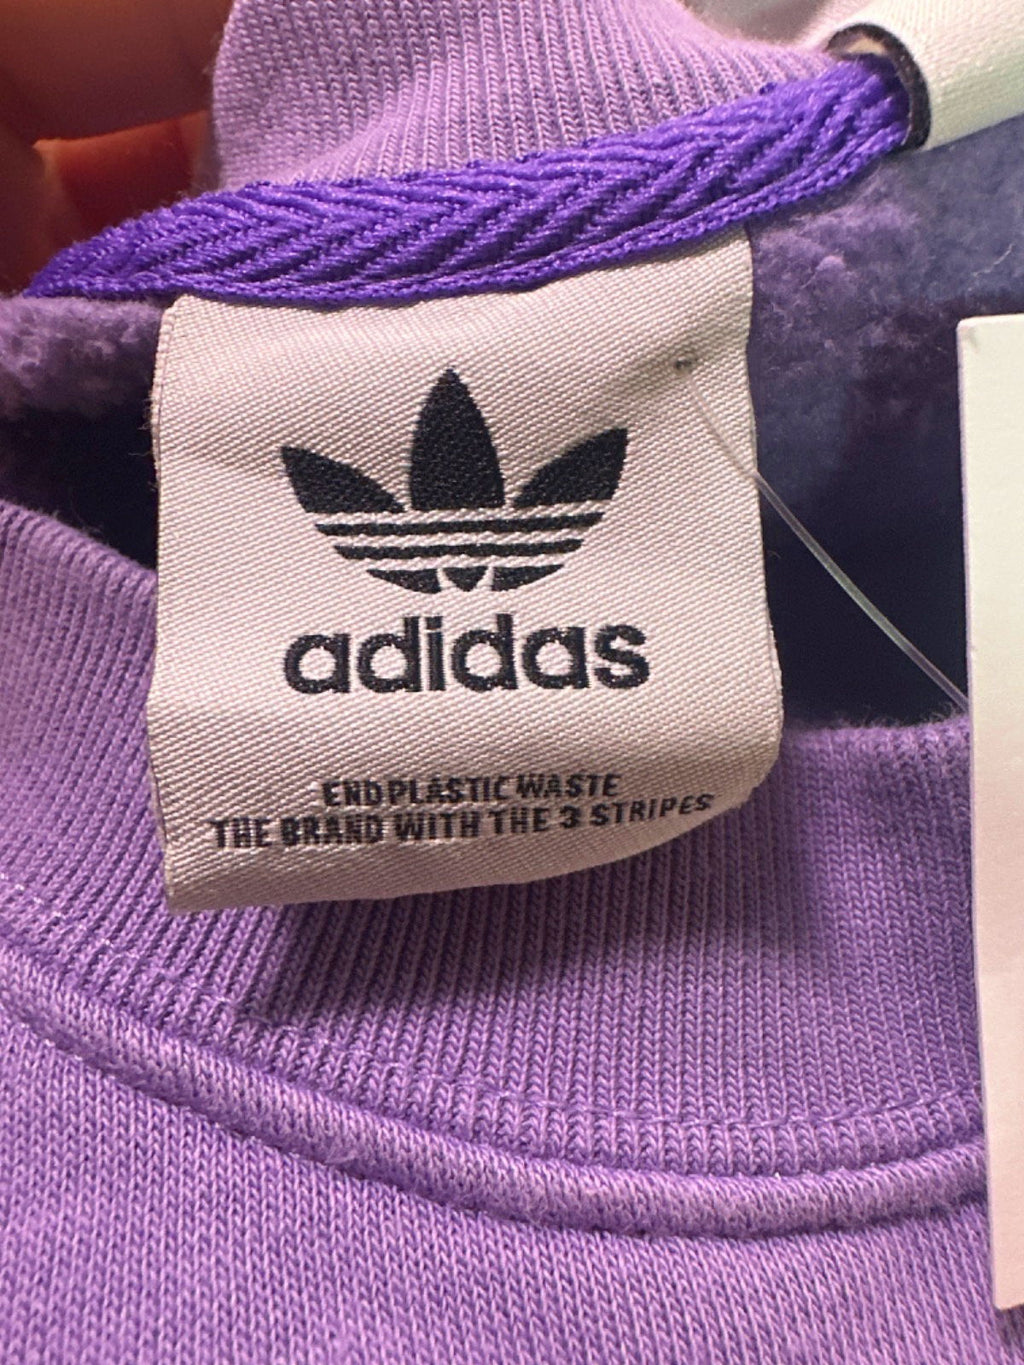 adidas
END PLASTIC WASTE
THE BRAND WITH THE 3 STRIPES